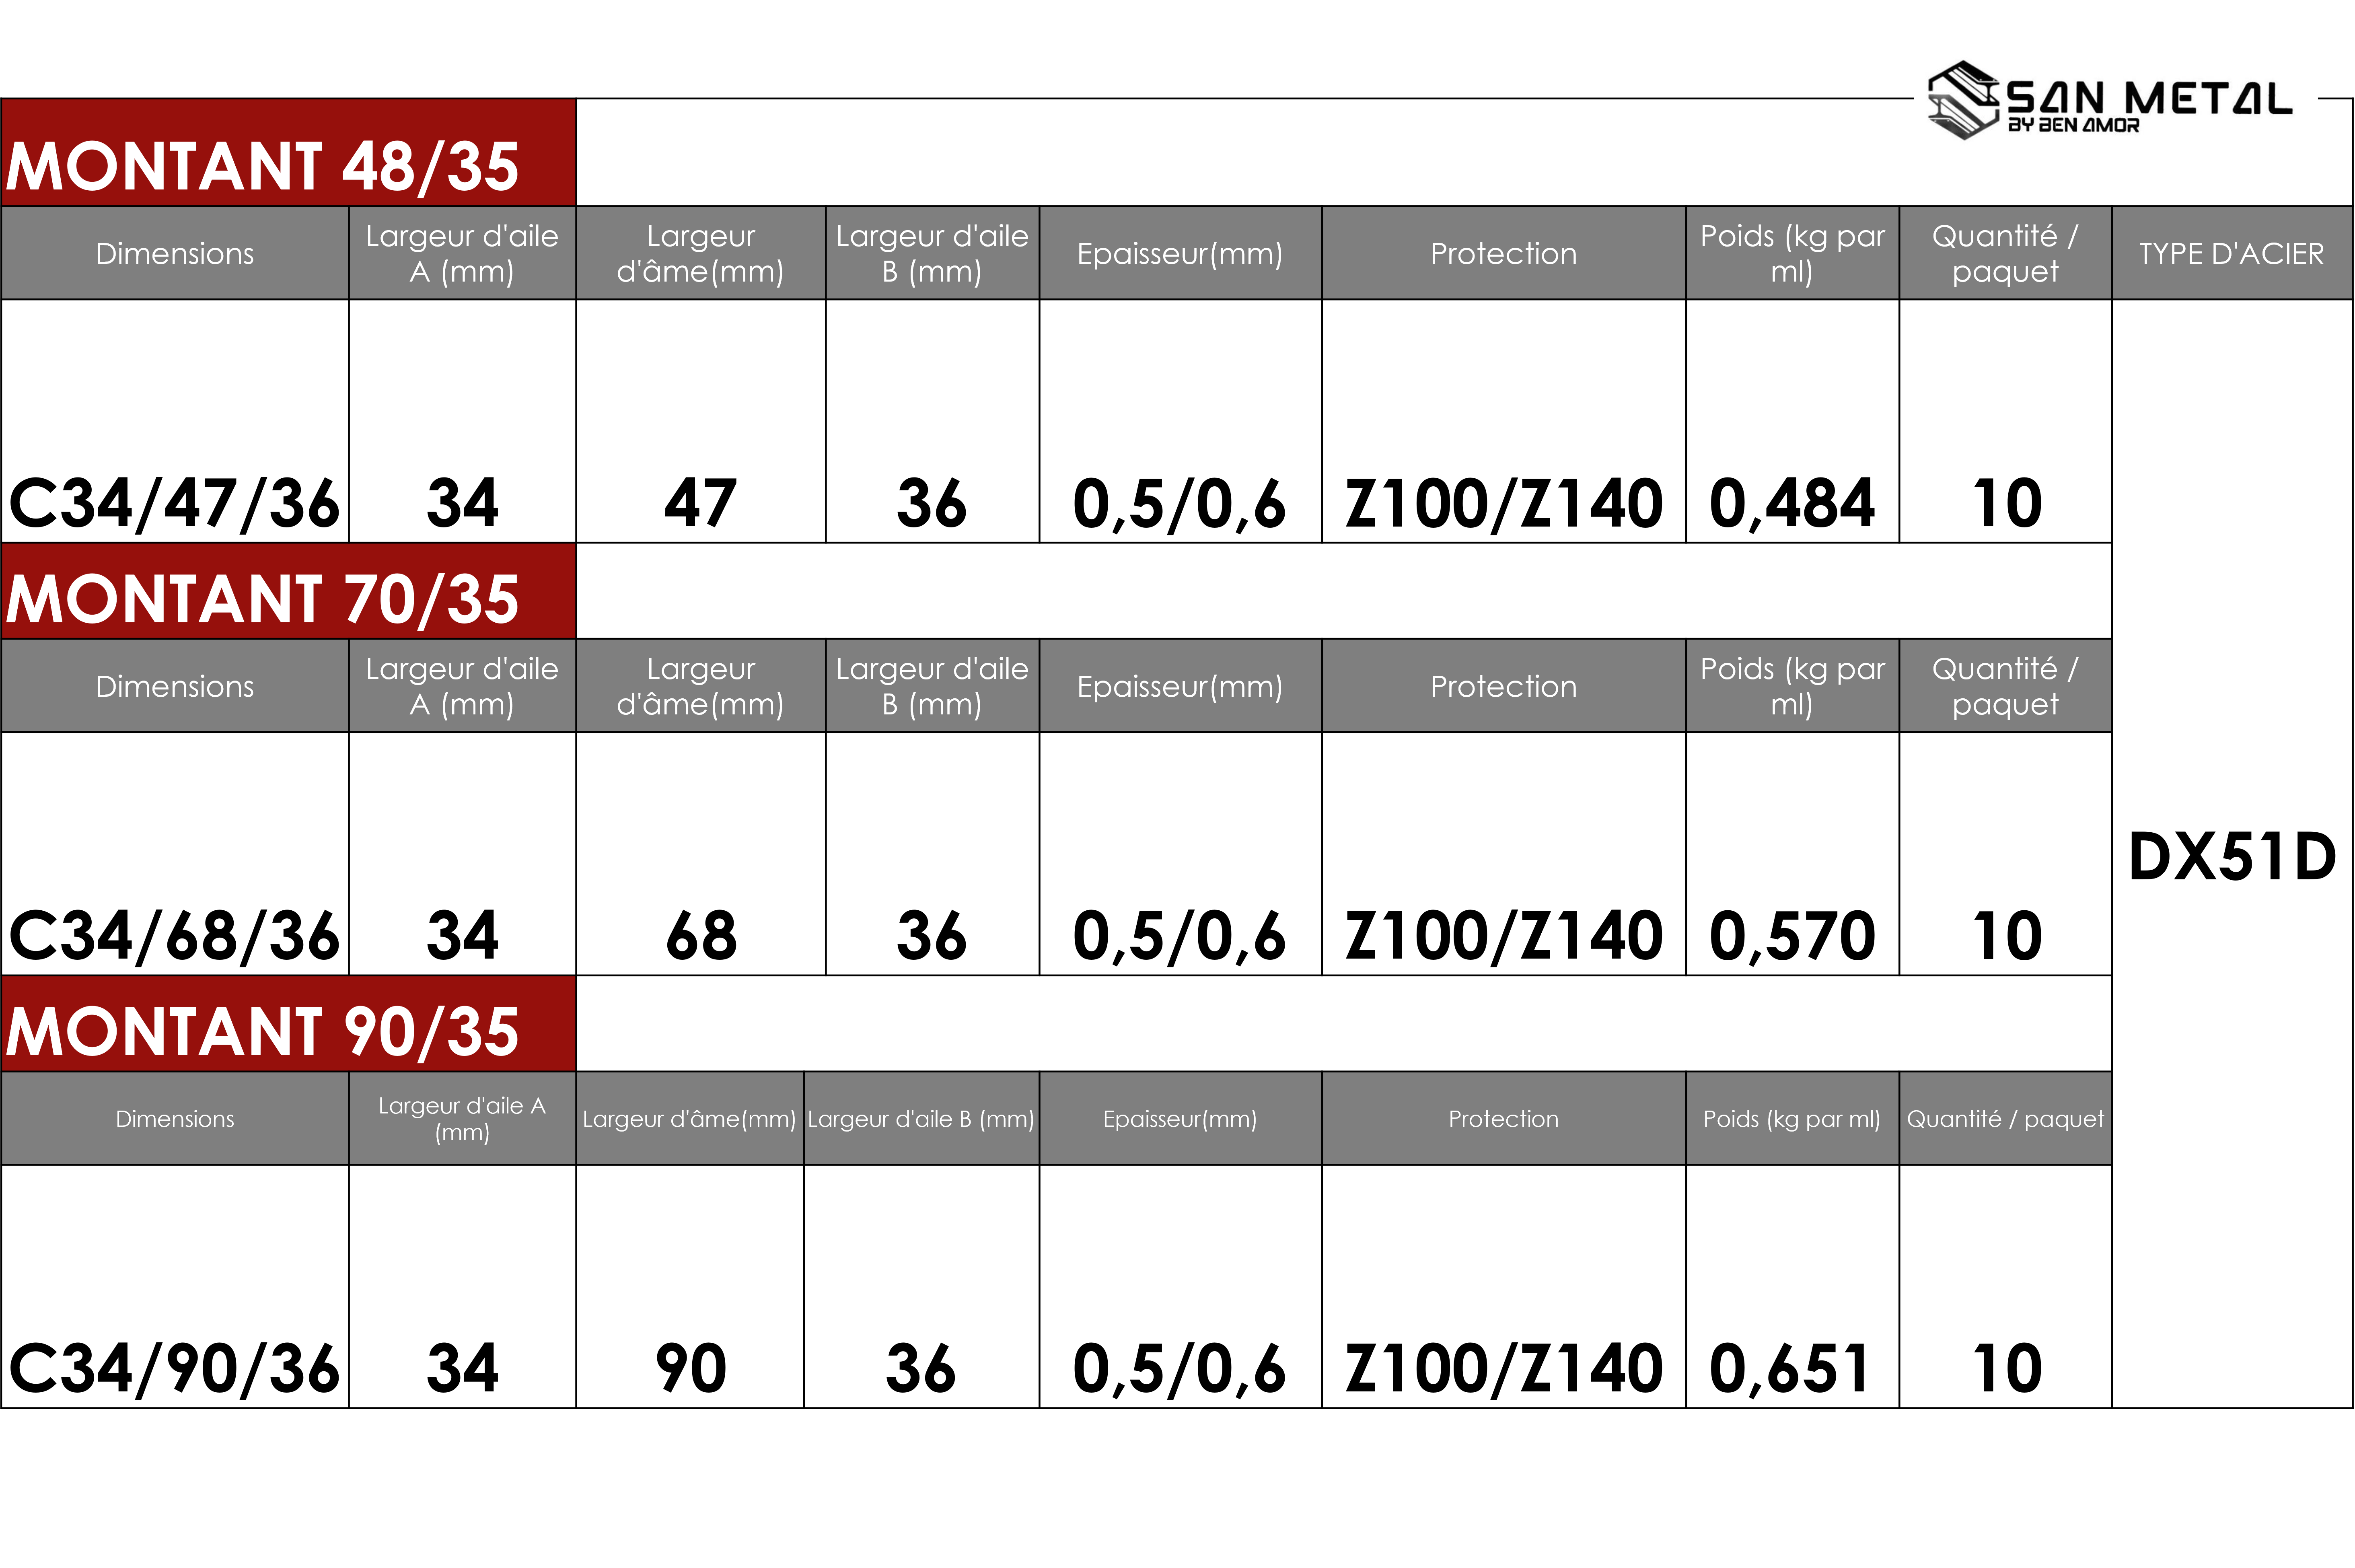 SAN METAL
BY BEN AMOR
MONTANT 48/35
Dimensions
Largeur d'aile
A (mm)
Largeur
d'âme(mm)
Largeur d'aile
B (mm)
Epaisseur(mm)
Protection
Poids (kg par
ml)
Quantité /
paquet
TYPE D'ACIER
C34/47/36 34 47 36 0,5/0,6 Z100/Z140 0,484 10
MONTANT 70/35
Dimensions
Largeur d'aile
A (mm)
Largeur
d'âme(mm)
Largeur d'aile
B (mm)
Epaisseur(mm)
Protection
Poids (kg par
ml)
Quantité /
paquet
DX51D
C34/68/36 34 68 36 0,5/0,6 Z100/Z140 0,570 10
MONTANT 90/35
Dimensions
Largeur d'aile A
(mm)
Largeur d'âme(mm)
Largeur d'aile B (mm)
Epaisseur(mm)
Protection
Poids (kg par ml)
Quantité / paquet
C34/90/36 34 90 36 0,5/0,6 Z100/Z140 0,651 10